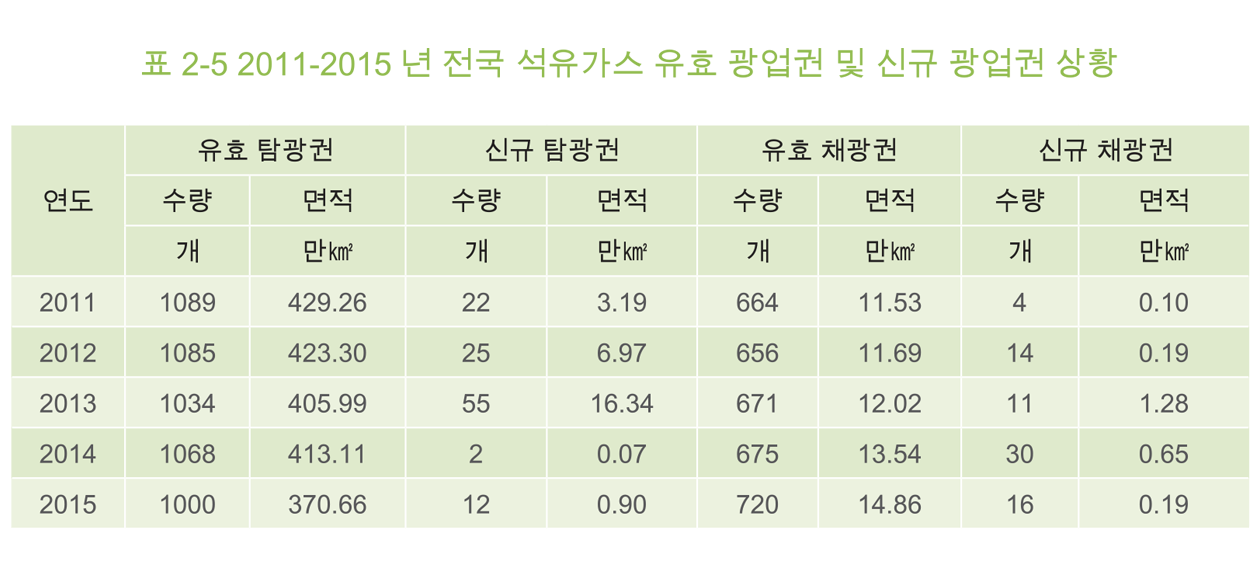 표 2-5 2011-2015 년 전국 석유가스 유효 광업권 및 신규 광업권 상황
연도 유효 탐광권 신규 탐광권 유효 채광권 신규 채광권
수량 면적 수량 면적 수량 면적 수량 면적
개 만㎢ 개 만㎢ 개 만㎢ 개 만㎢
2011 1089 429.26 22 3.19 664 11.53 4 0.10
2012 1085 423.30 25 6.97 656 11.69 14 0.19
2013 1034 405.99 55 16.34 671 12.02 11 1.28
2014 1068 413.11 2 0.07 675 13.54 30 0.65
2015 1000 370.66 12 0.90 720 14.86 16 0.19